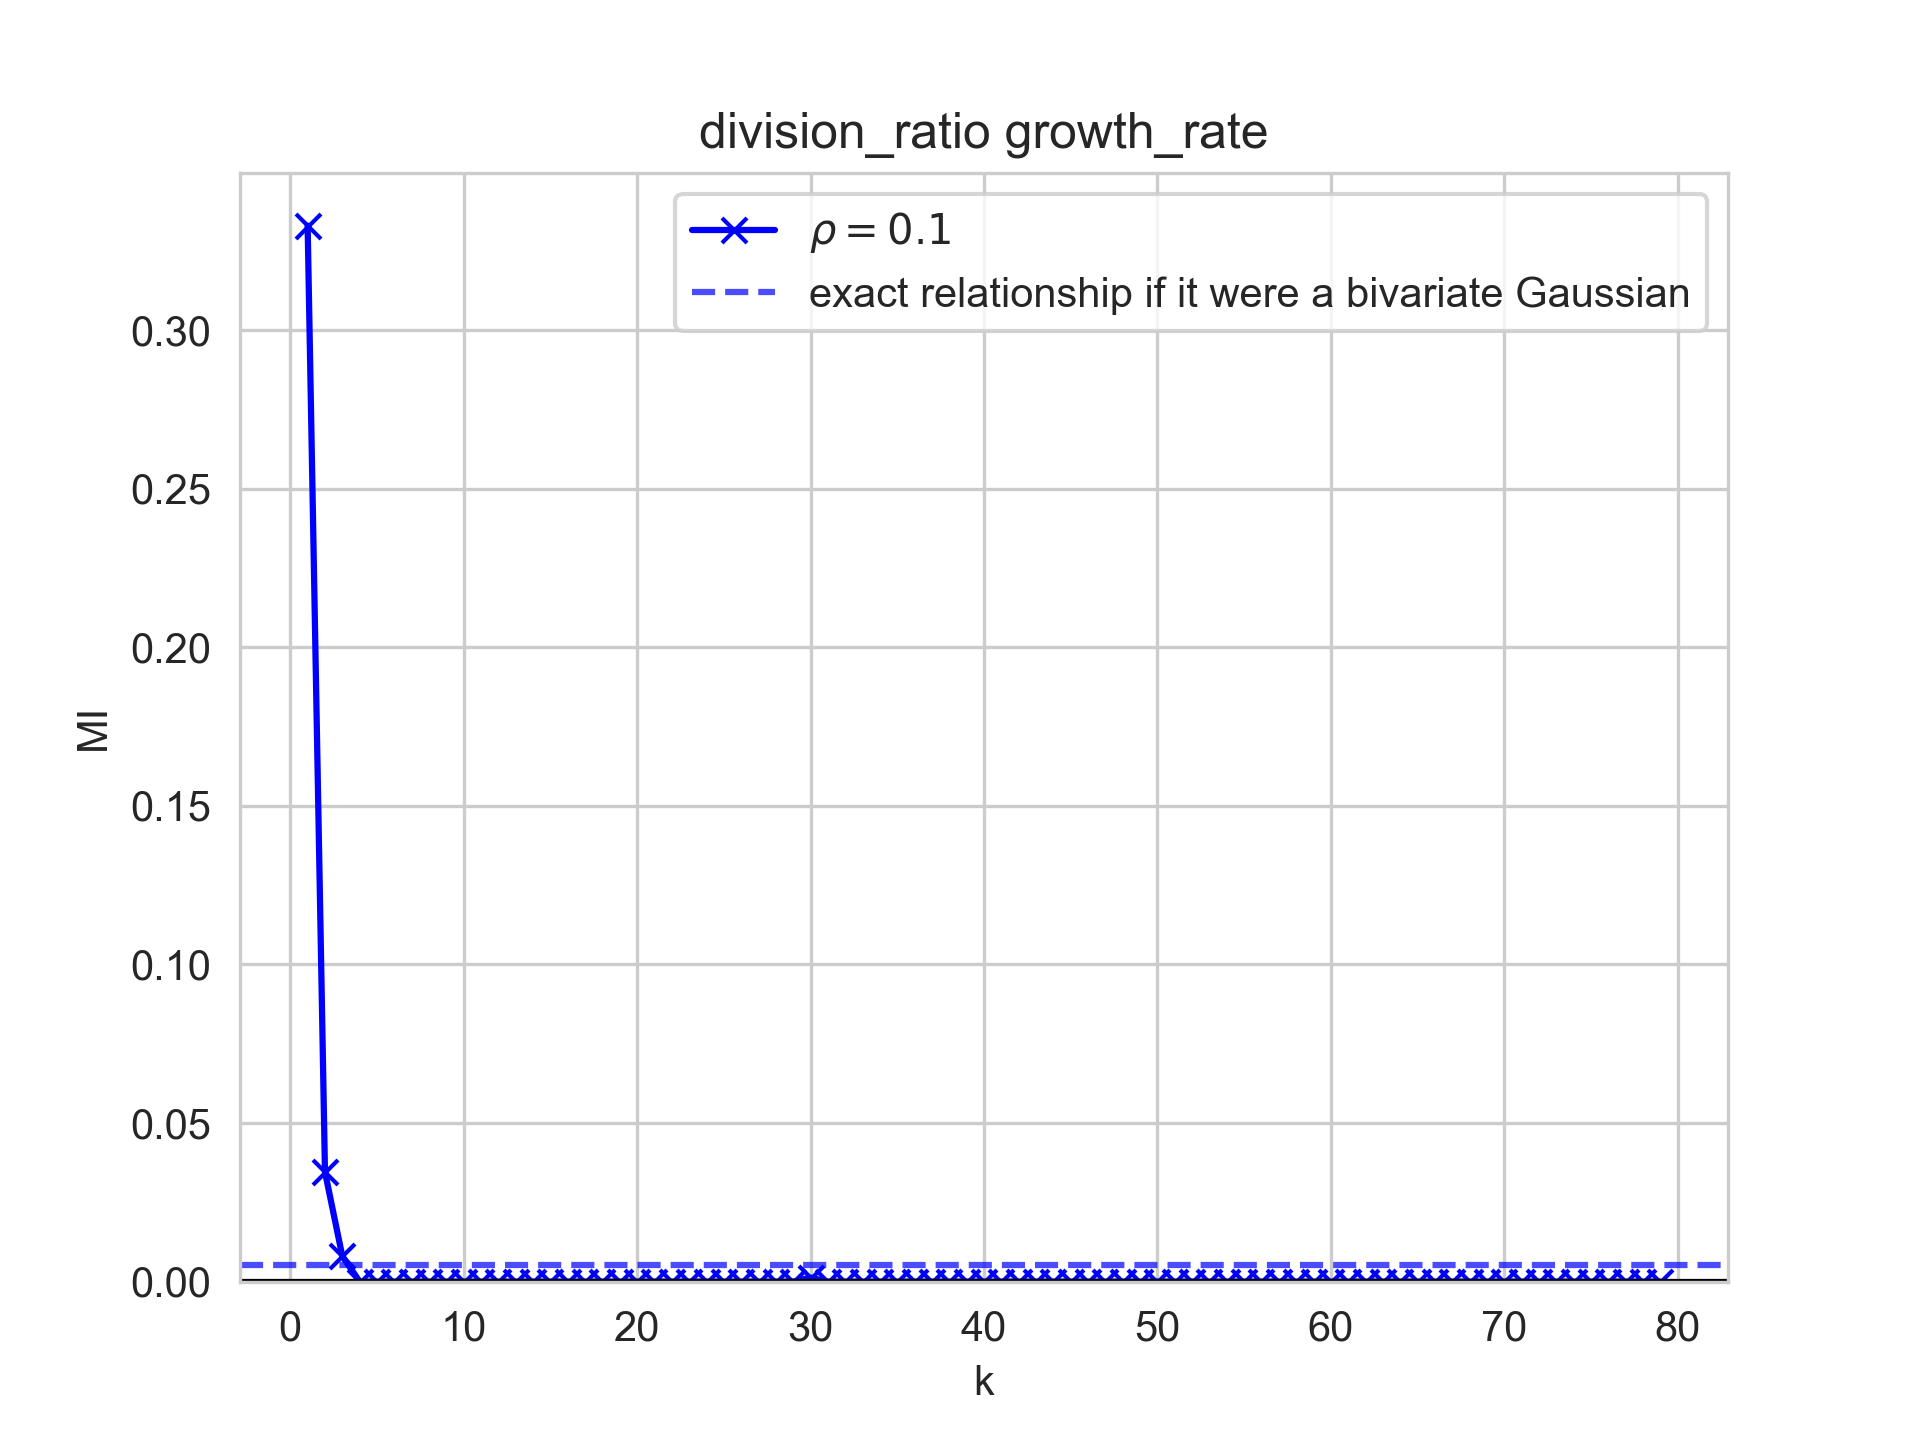 division_ratio growth_rate
ρ = 0.1
exact relationship if it were a bivariate Gaussian
MI
0.30
0.25
0.20
0.15
0.10
0.05
0.00
0 10 20 30 40 50 60 70 80
k